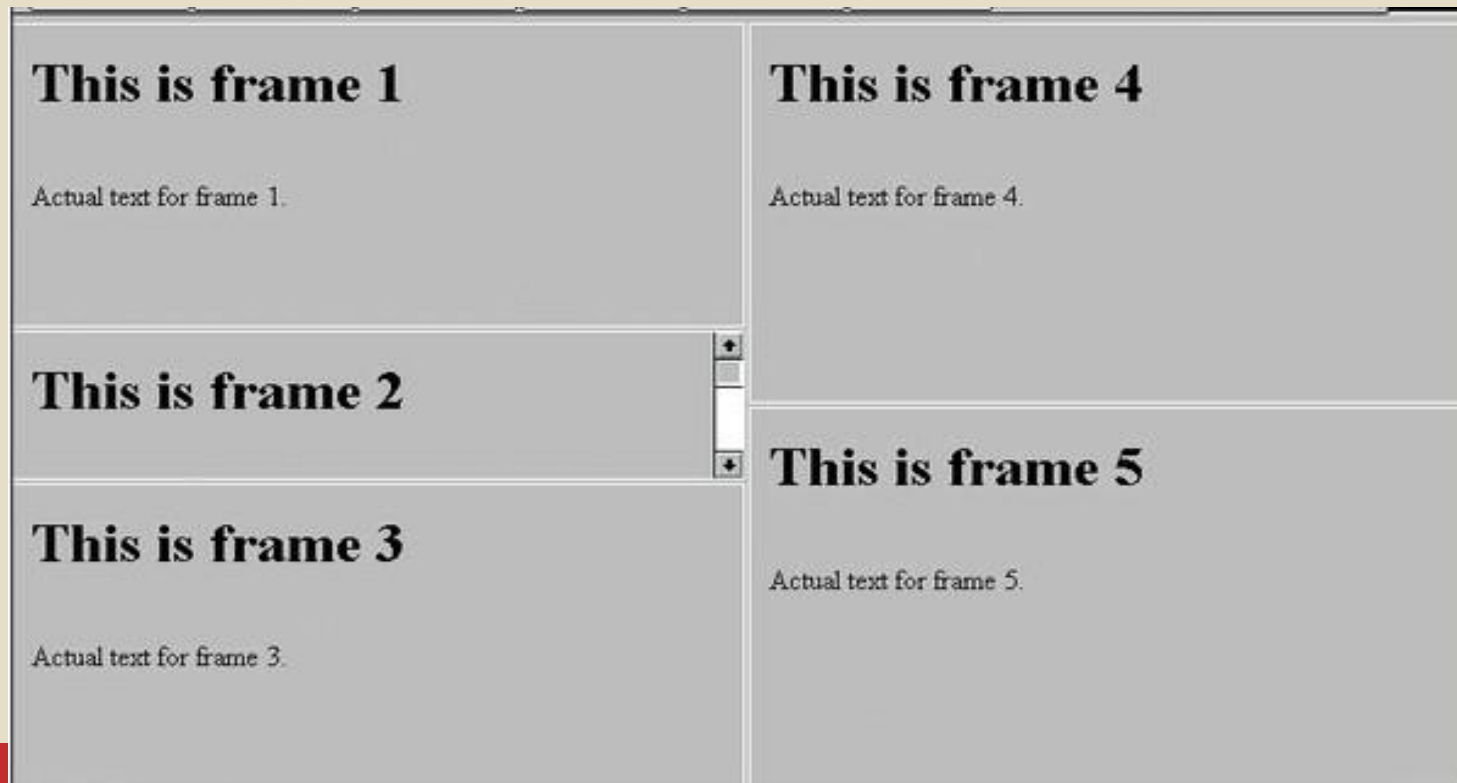 This is frame 1
Actual text for frame 1.
This is frame 2
This is frame 3
Actual text for frame 3.
This is frame 4
Actual text for frame 4.
This is frame 5
Actual text for frame 5.